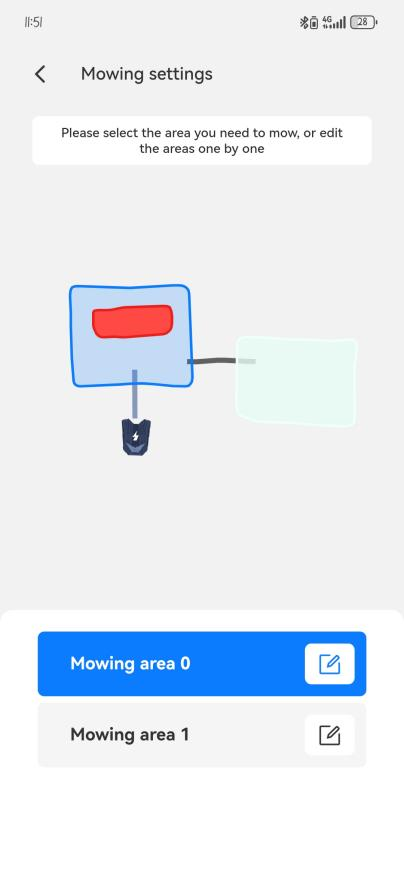 11:51
4G
28
Mowing settings
Please select the area you need to mow, or edit
the areas one by one
Mowing area 0
Mowing area 1